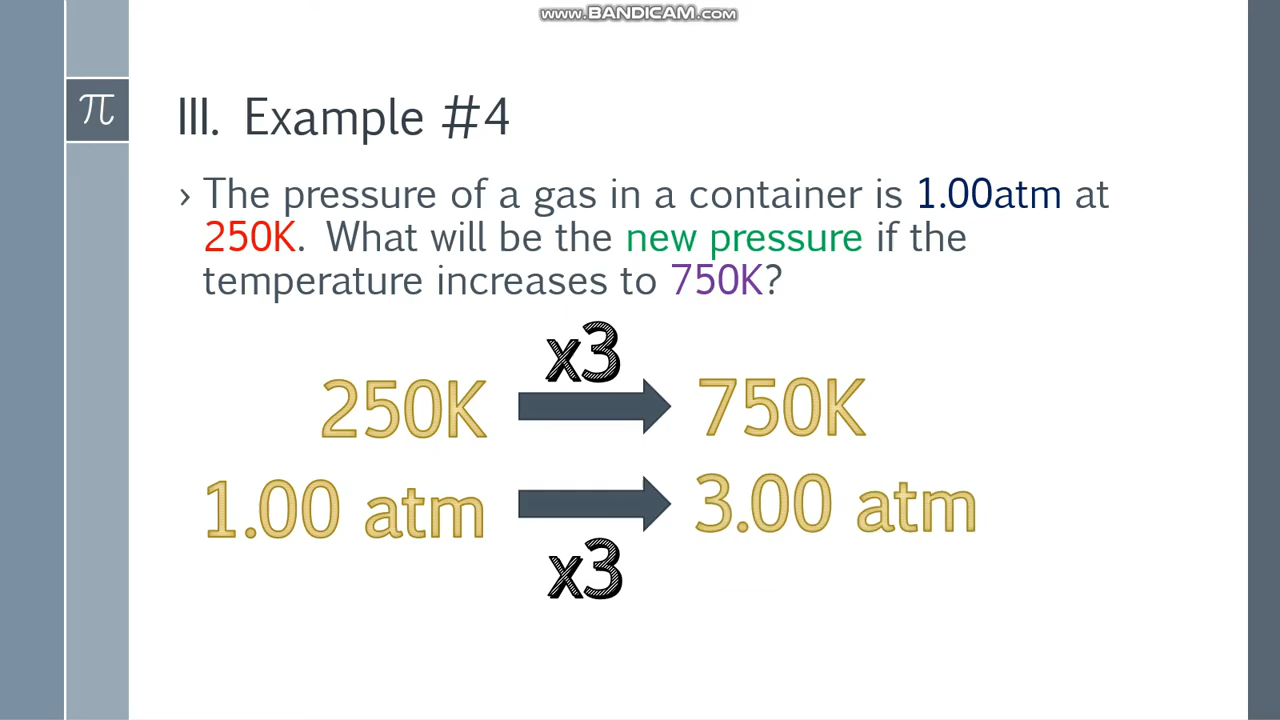 www.BANDICAM.com
π
III. Example #4
› The pressure of a gas in a container is 1.00atm at
250K. What will be the new pressure if the
temperature increases to 750K?
x3
250K 750K
1.00 atm 3.00 atm
x3